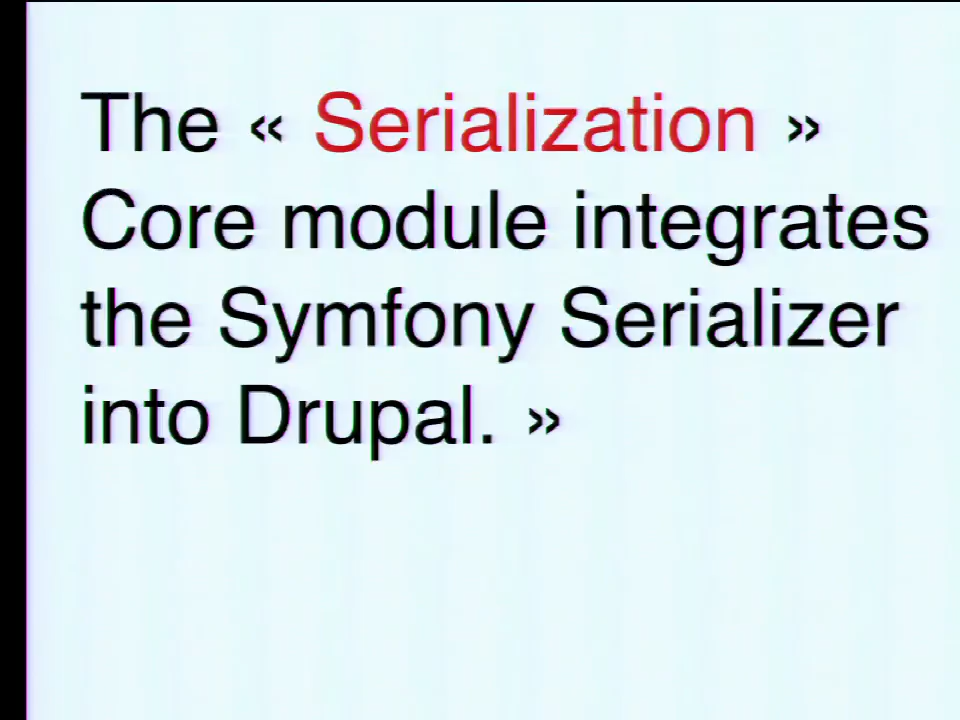 The « Serialization »
Core module integrates
the Symfony Serializer
into Drupal. »